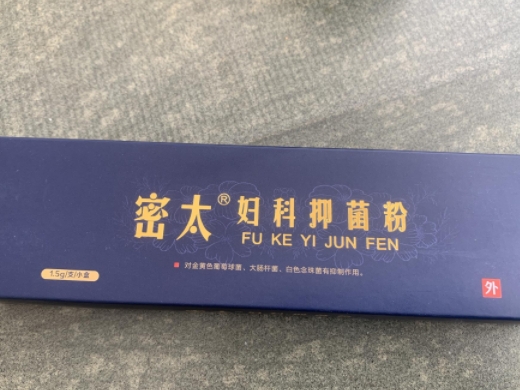 密太® 妇科抑菌粉
FU KE YI JUN FEN
对金黄色葡萄球菌、大肠杆菌、白色念珠菌有抑制作用。
1.5g/支/小盒
外